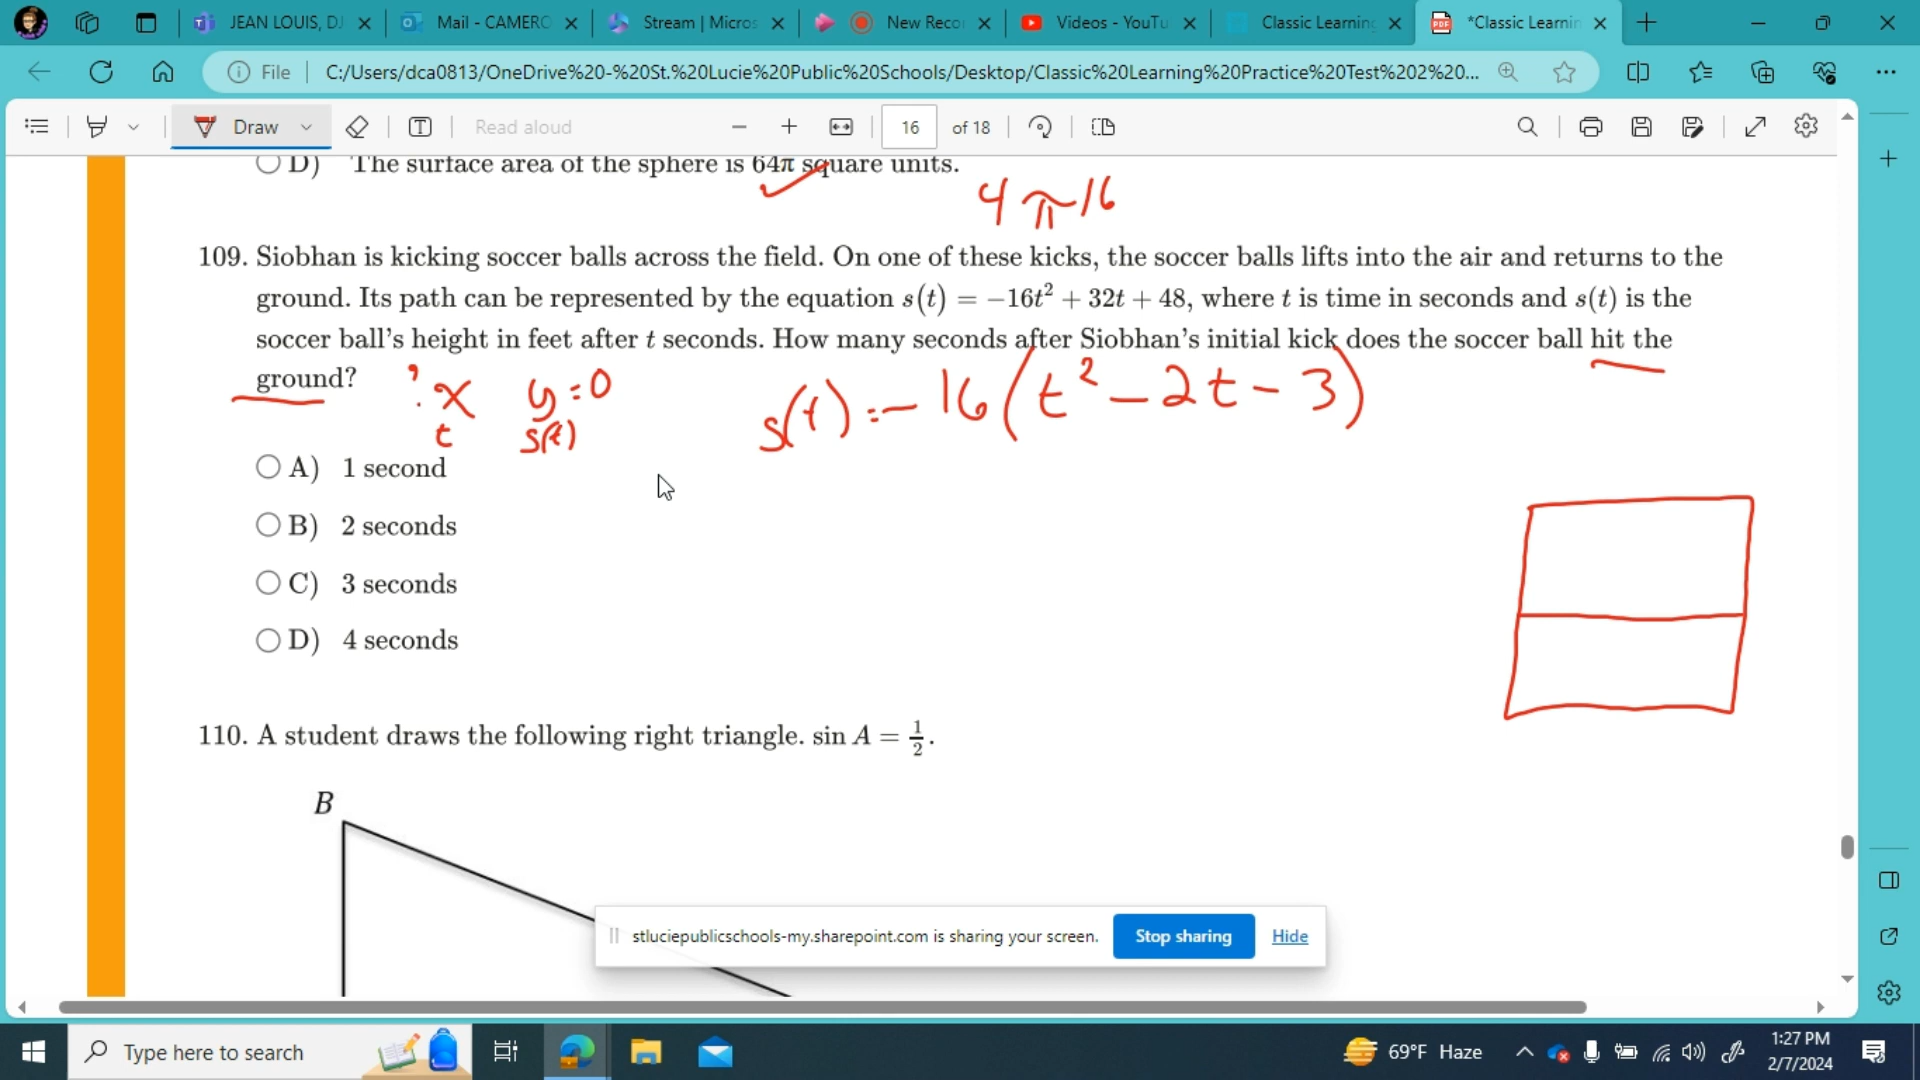 JEAN LOUIS, DJ
Mail - CAMERO
Stream | Micros
New Reco
Videos - YouTu
Classic Learning
*Classic Learnin
File
C:/Users/dca0813/OneDrive%20-%20St.%20Lucie%20Public%20Schools/Desktop/Classic%20Learning%20Practice%20Test%202%20...
Draw
Read aloud
16 of 18
D) The surface area of the sphere is 64π square units.
4 π 16
109. Siobhan is kicking soccer balls across the field. On one of these kicks, the soccer balls lifts into the air and returns to the
ground. Its path can be represented by the equation s(t) = −16t² + 32t + 48, where t is time in seconds and s(t) is the
soccer ball's height in feet after t seconds. How many seconds after Siobhan's initial kick does the soccer ball hit the
ground?
x y = 0
t s(t)
s(t) = -16(t² - 2t - 3)
A) 1 second
B) 2 seconds
C) 3 seconds
D) 4 seconds
110. A student draws the following right triangle. sin A = 1/2.
B
stluciepublicschools-my.sharepoint.com is sharing your screen.
Stop sharing
Hide
Type here to search
69°F Haze
1:27 PM
2/7/2024